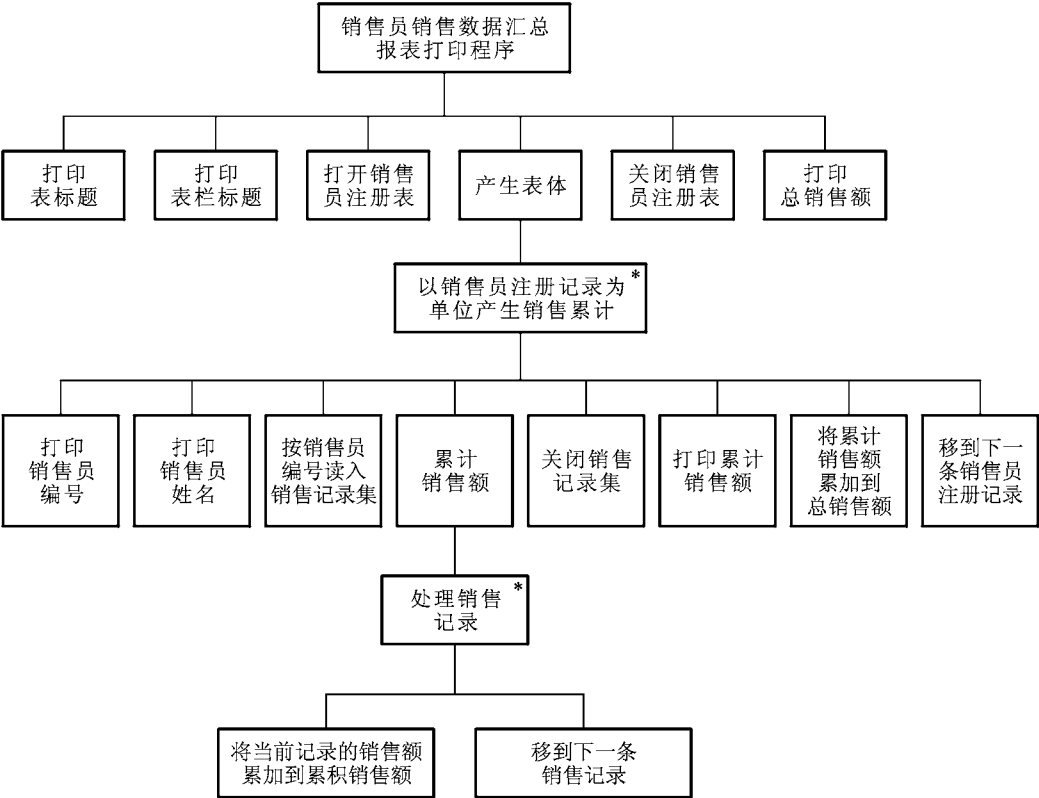 销售员销售数据汇总
报表打印程序
打印
表标题
打印
表栏标题
打开销售
员注册表
产生表体
关闭销售
员注册表
打印
总销售额
以销售员注册记录为*
单位产生销售累计
打印
销售员
编号
打印
销售员
姓名
按销售员
编号读入
销售记录集
累计
销售额
关闭销售
记录集
打印累计
销售额
将累计
销售额
累加到
总销售额
移到下一
条销售员
注册记录
处理销售*
记录
将当前记录的销售额
累加到累积销售额
移到下一条
销售记录